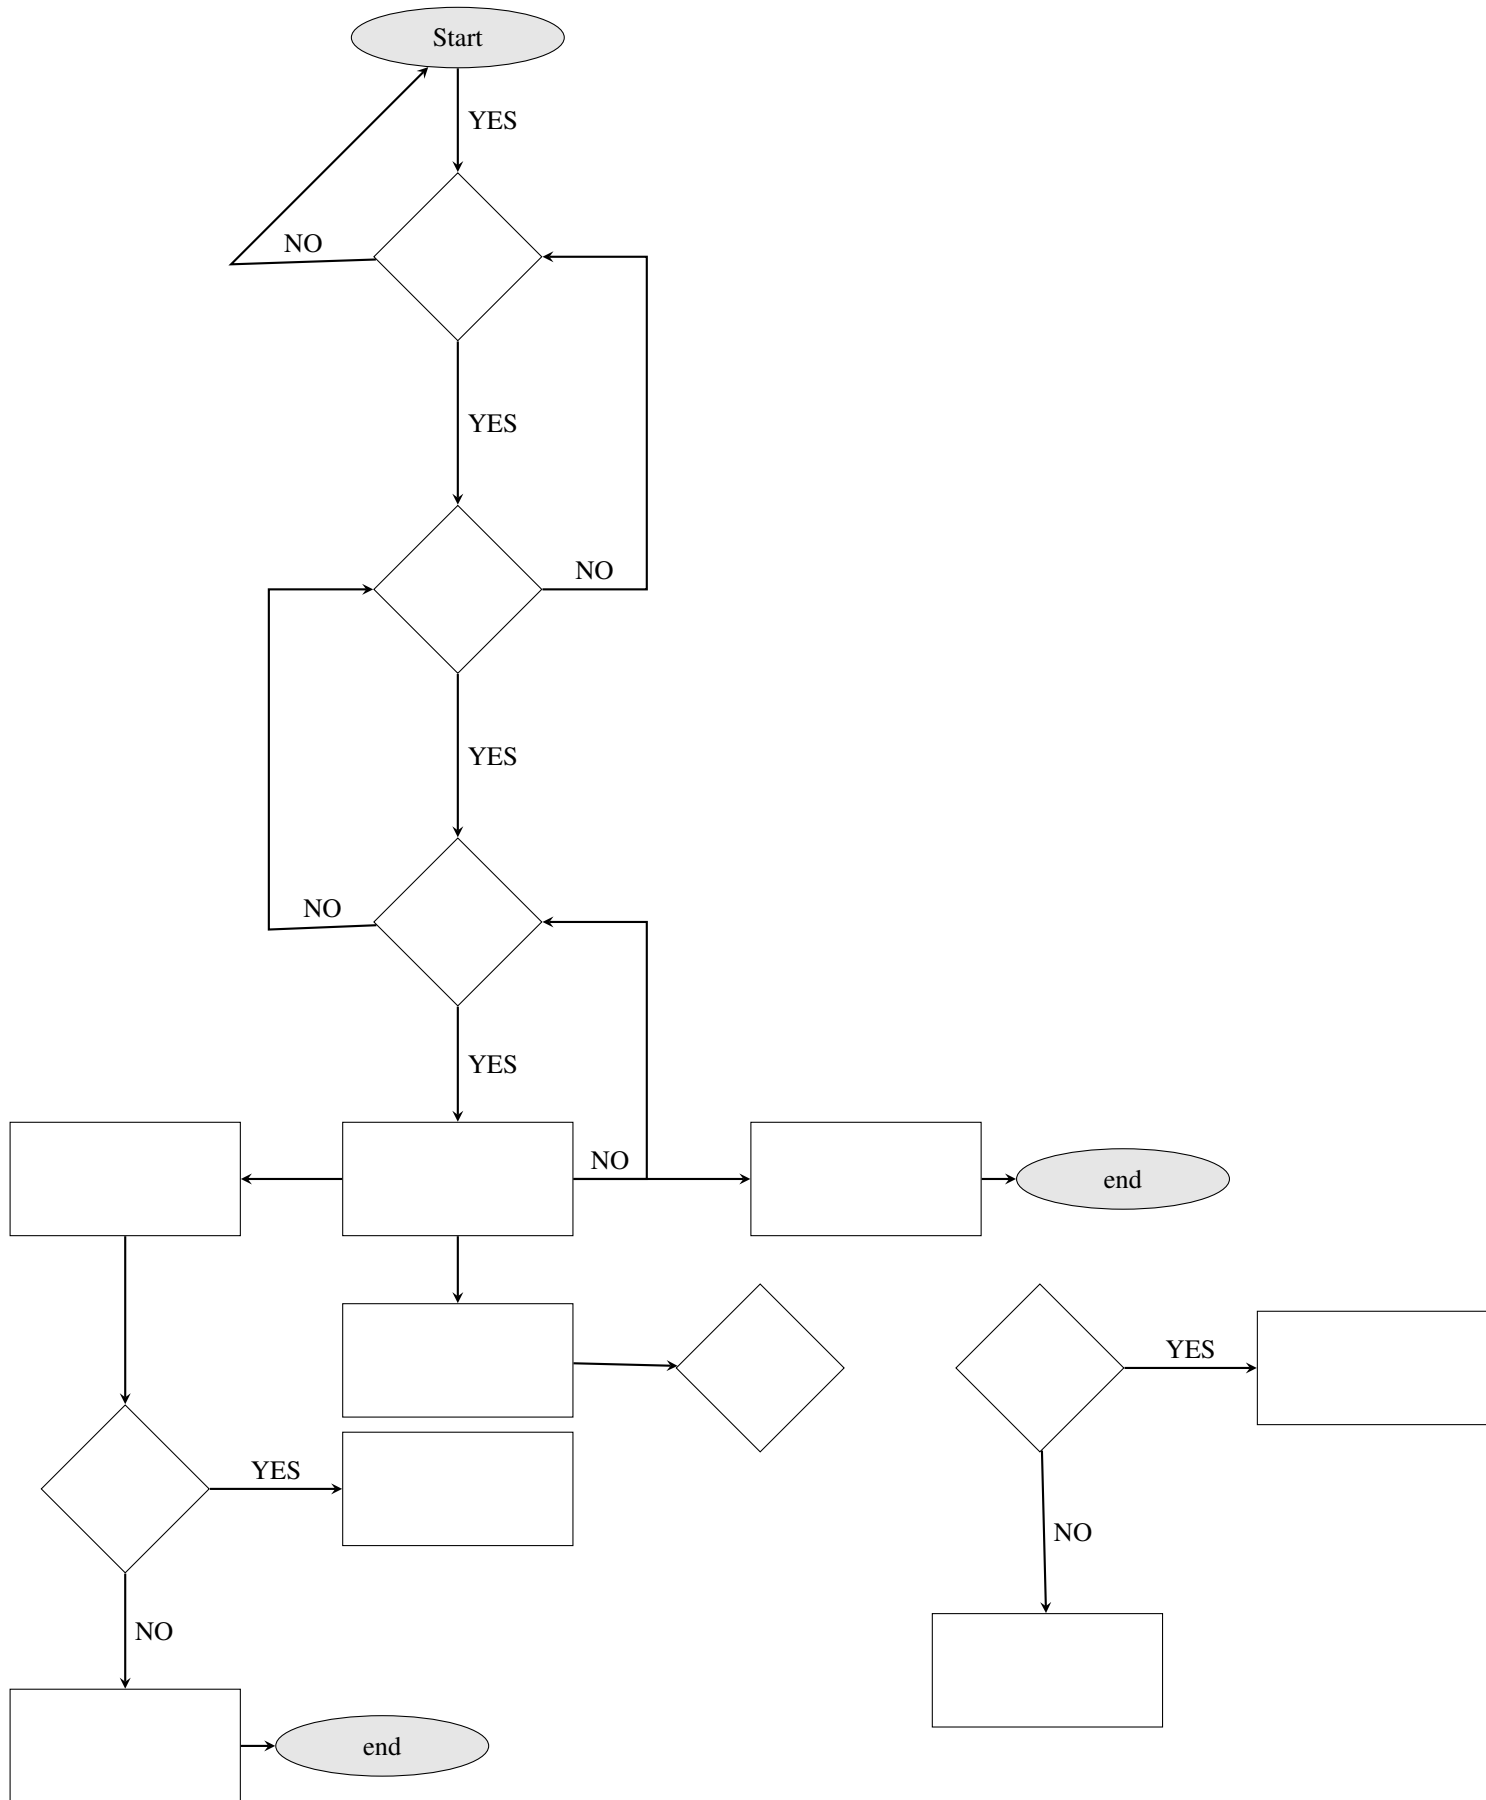 Start
YES
NO
YES
NO
YES
NO
YES
NO
end
YES
YES
NO
NO
end